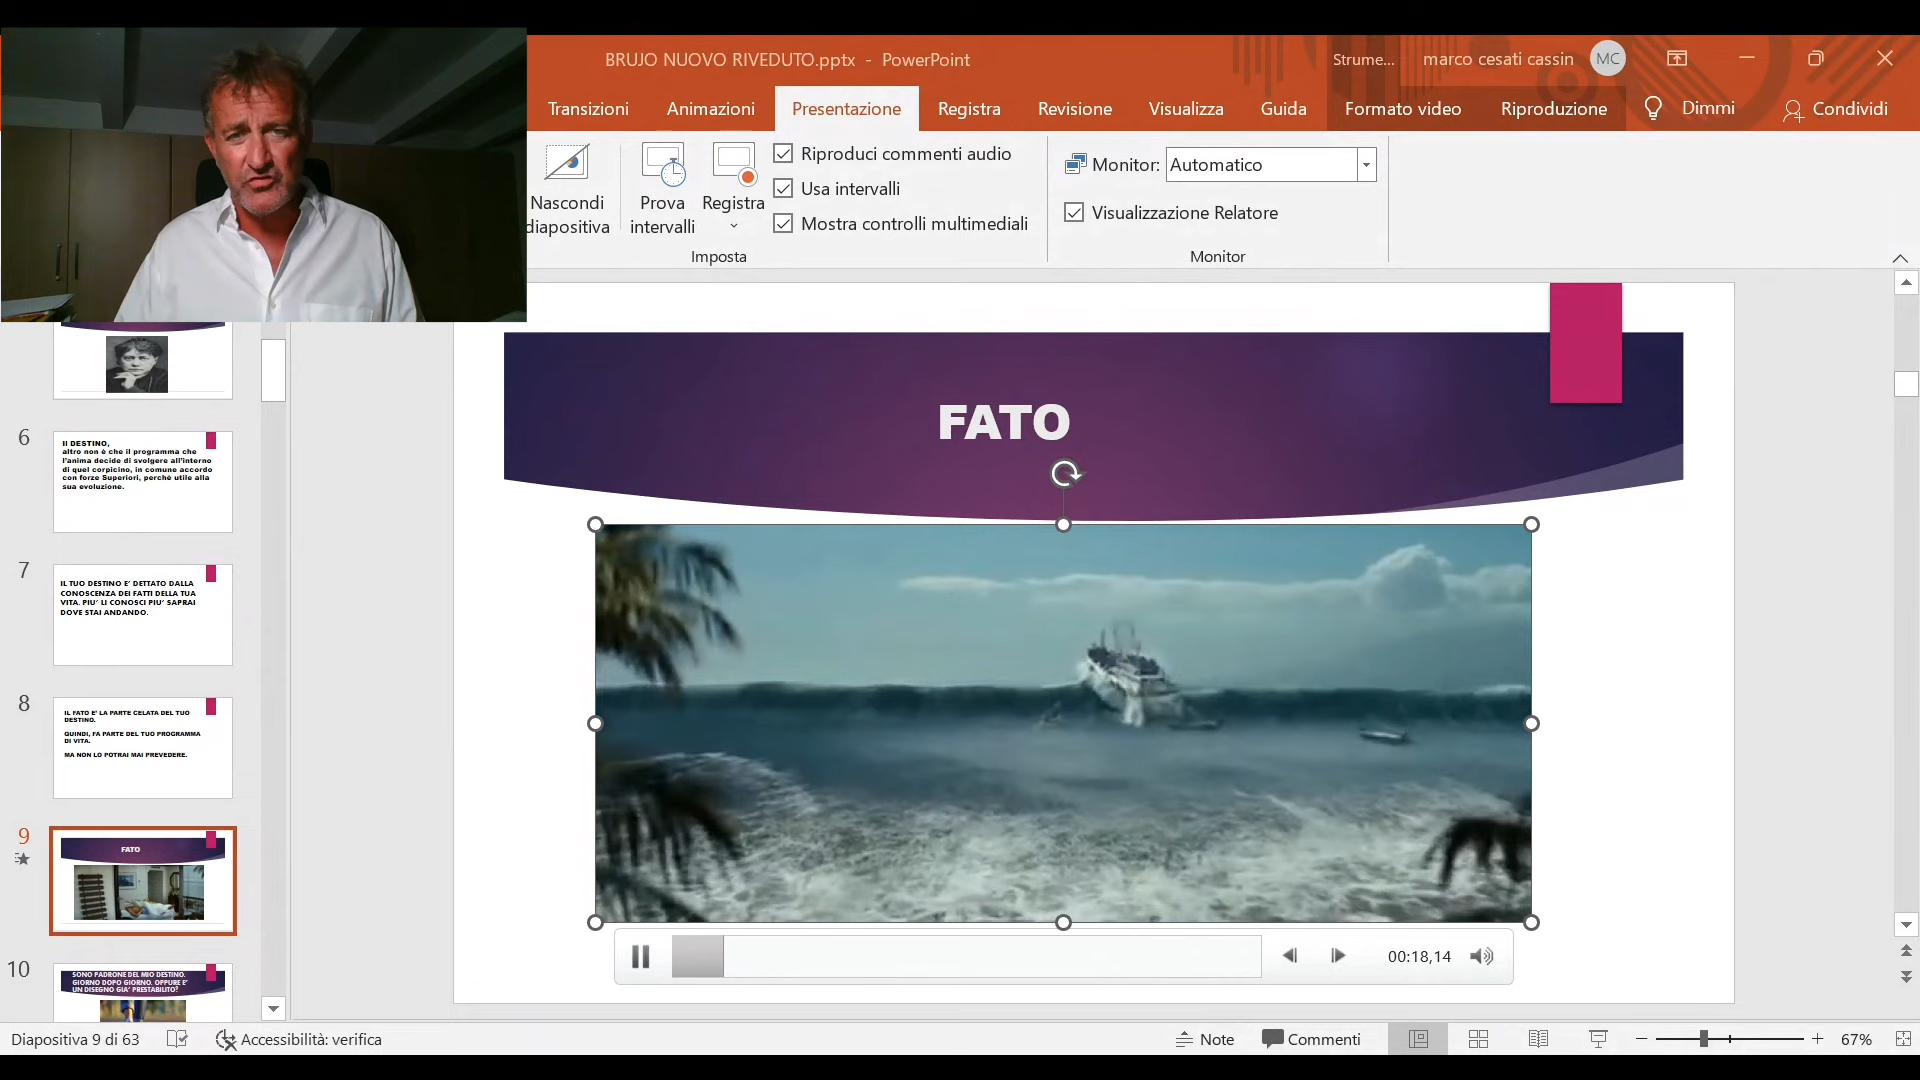 BRUJO NUOVO RIVEDUTO.pptx - PowerPoint
Strume...
marco cesati cassin
MC
Transizioni
Animazioni
Presentazione
Registra
Revisione
Visualizza
Guida
Formato video
Riproduzione
Dimmi
Condividi
Nascondi
diapositiva
Prova
intervalli
Registra
Riproduci commenti audio
Usa intervalli
Mostra controlli multimediali
Imposta
Monitor:
Automatico
Visualizzazione Relatore
Monitor
6
Il DESTINO,
altro non è che il programma che
l'anima decide di svolgere all'interno
di quel corpicino, in comune accordo
con forze Superiori, perchè utile alla
sua evoluzione.
7
IL TUO DESTINO E' DETTATO DALLA
CONOSCENZA DEI FATTI DELLA TUA
VITA. PIU' LI CONOSCI PIU' SAPRAI
DOVE STAI ANDANDO.
8
IL FATO E' LA PARTE CELATA DEL TUO
DESTINO.
QUINDI, FA PARTE DEL TUO PROGRAMMA
DI VITA.
MA NON LO POTRAI MAI PREVEDERE.
9
FATO
10
SONO PADRONE DEL MIO DESTINO.
GIORNO DOPO GIORNO. OPPURE E'
UN DISEGNO GIA' PRESTABILITO?
FATO
00:18,14
Diapositiva 9 di 63
Accessibilità: verifica
Note
Commenti
67%